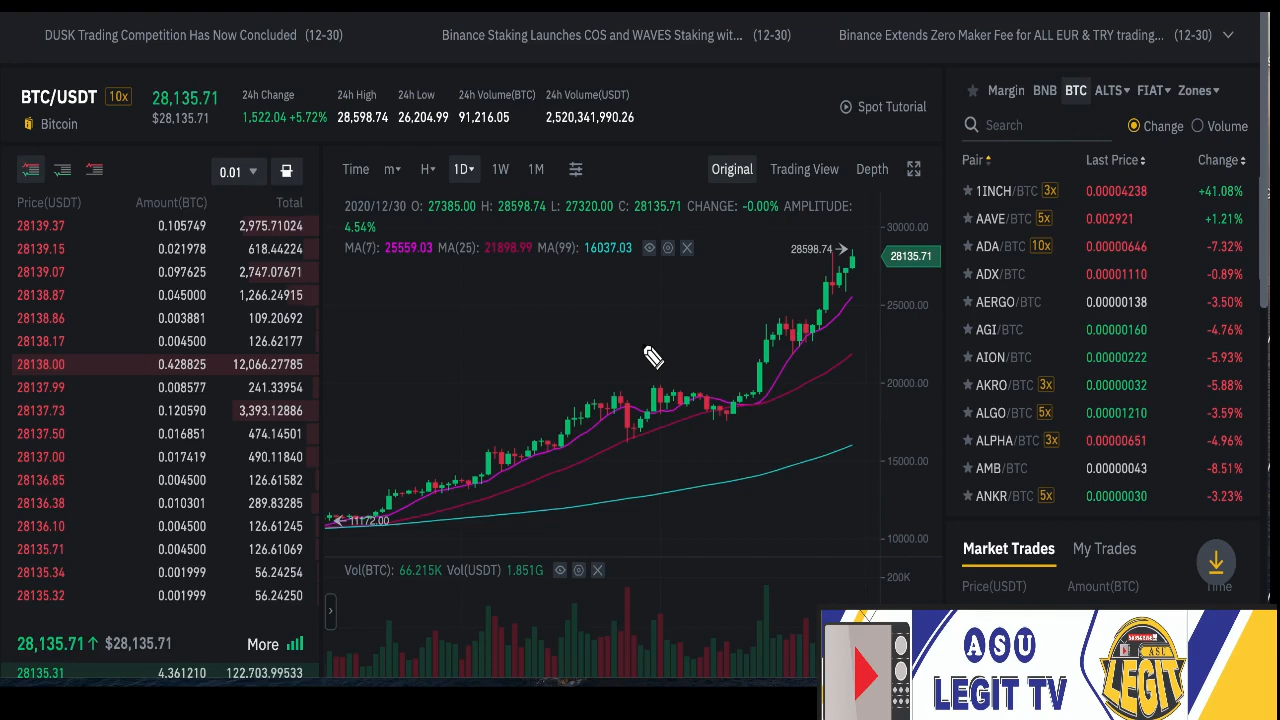 DUSK Trading Competition Has Now Concluded (12-30)
Binance Staking Launches COS and WAVES Staking wit... (12-30)
Binance Extends Zero Maker Fee for ALL EUR & TRY trading... (12-30)
BTC/USDT 10x
Bitcoin
28,135.71
$28,135.71
24h Change
1,522.04 +5.72%
24h High
28,598.74
24h Low
26,204.99
24h Volume(BTC)
91,216.05
24h Volume(USDT)
2,520,341,990.26
Spot Tutorial
0.01
Price(USDT) Amount(BTC) Total
28139.37 0.105749 2,975.71024
28139.15 0.021978 618.44224
28139.07 0.097625 2,747.07671
28138.87 0.045000 1,266.24915
28138.86 0.003881 109.20692
28138.17 0.004500 126.62177
28138.00 0.428825 12,066.27785
28137.99 0.008577 241.33954
28137.73 0.120590 3,393.12886
28137.50 0.016851 474.14501
28137.00 0.017419 490.11840
28136.85 0.004500 126.61582
28136.38 0.010301 289.83285
28136.10 0.004500 126.61245
28135.71 0.004500 126.61069
28135.34 0.001999 56.24254
28135.32 0.001999 56.24250
28,135.71↑ $28,135.71 More
28135.31 4.361210 122,703.99533
Time m H 1D 1W 1M
Original Trading View Depth
2020/12/30 O: 27385.00 H: 28598.74 L: 27320.00 C: 28135.71 CHANGE: -0.00% AMPLITUDE:
4.54%
MA(7): 25559.03 MA(25): 21898.99 MA(99): 16037.03
28598.74
11172.00
30000.00
28135.71
25000.00
20000.00
15000.00
10000.00
Vol(BTC): 66.215K Vol(USDT) 1.851G
200K
Margin BNB BTC ALTS FIAT Zones
Search
Change Volume
Pair Last Price Change
1INCH/BTC 3x 0.00004238 +41.08%
AAVE/BTC 5x 0.002921 +1.21%
ADA/BTC 10x 0.00000646 -7.32%
ADX/BTC 0.00001110 -0.89%
AERGO/BTC 0.00000138 -3.50%
AGI/BTC 0.00000160 -4.76%
AION/BTC 0.00000222 -5.93%
AKRO/BTC 3x 0.00000032 -5.88%
ALGO/BTC 5x 0.00001210 -3.59%
ALPHA/BTC 3x 0.00000651 -4.96%
AMB/BTC 0.00000043 -8.51%
ANKR/BTC 5x 0.00000030 -3.23%
Market Trades My Trades
Price(USDT) Amount(BTC) Time
ASU
LEGIT TV
SUBSCRIBE
ASU
LEGIT